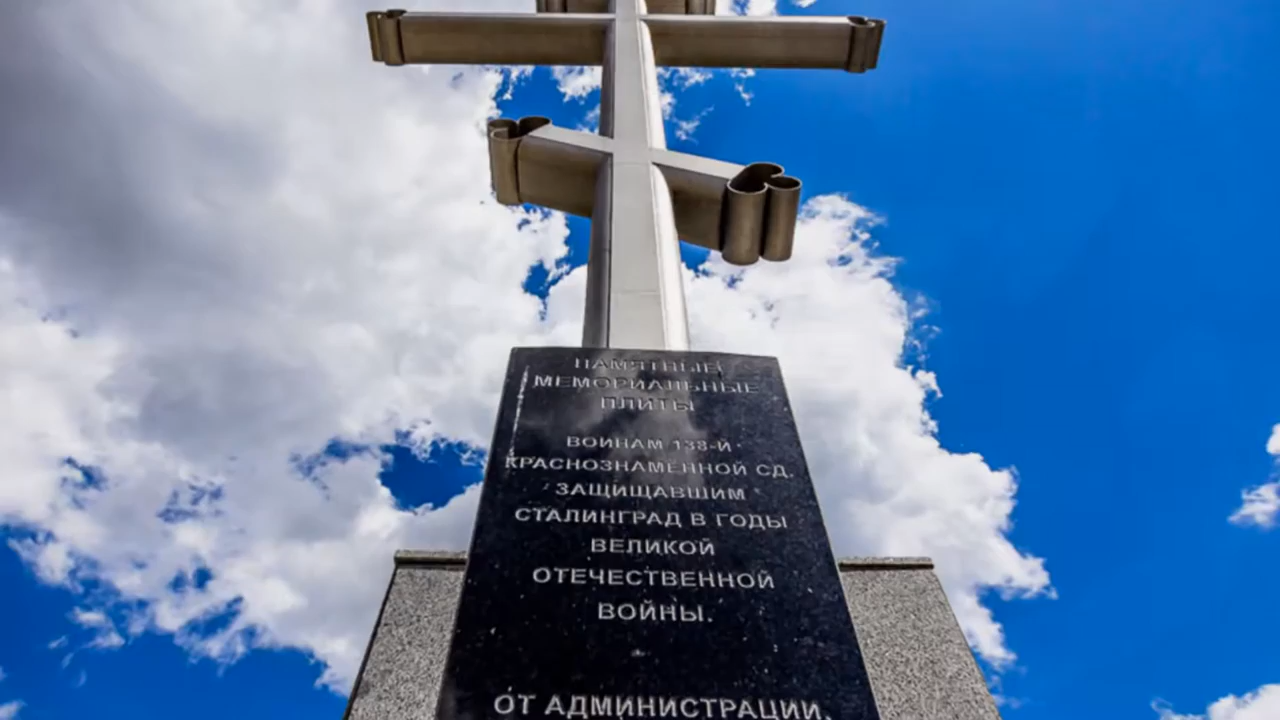 ПАМЯТНЫЕ
МЕМОРИАЛЬНЫЕ
ПЛИТЫ
ВОИНАМ 138-Й
КРАСНОЗНАМЕННОЙ СД.
ЗАЩИЩАВШИМ
СТАЛИНГРАД В ГОДЫ
ВЕЛИКОЙ
ОТЕЧЕСТВЕННОЙ
ВОЙНЫ.
ОТ АДМИНИСТРАЦИИ,